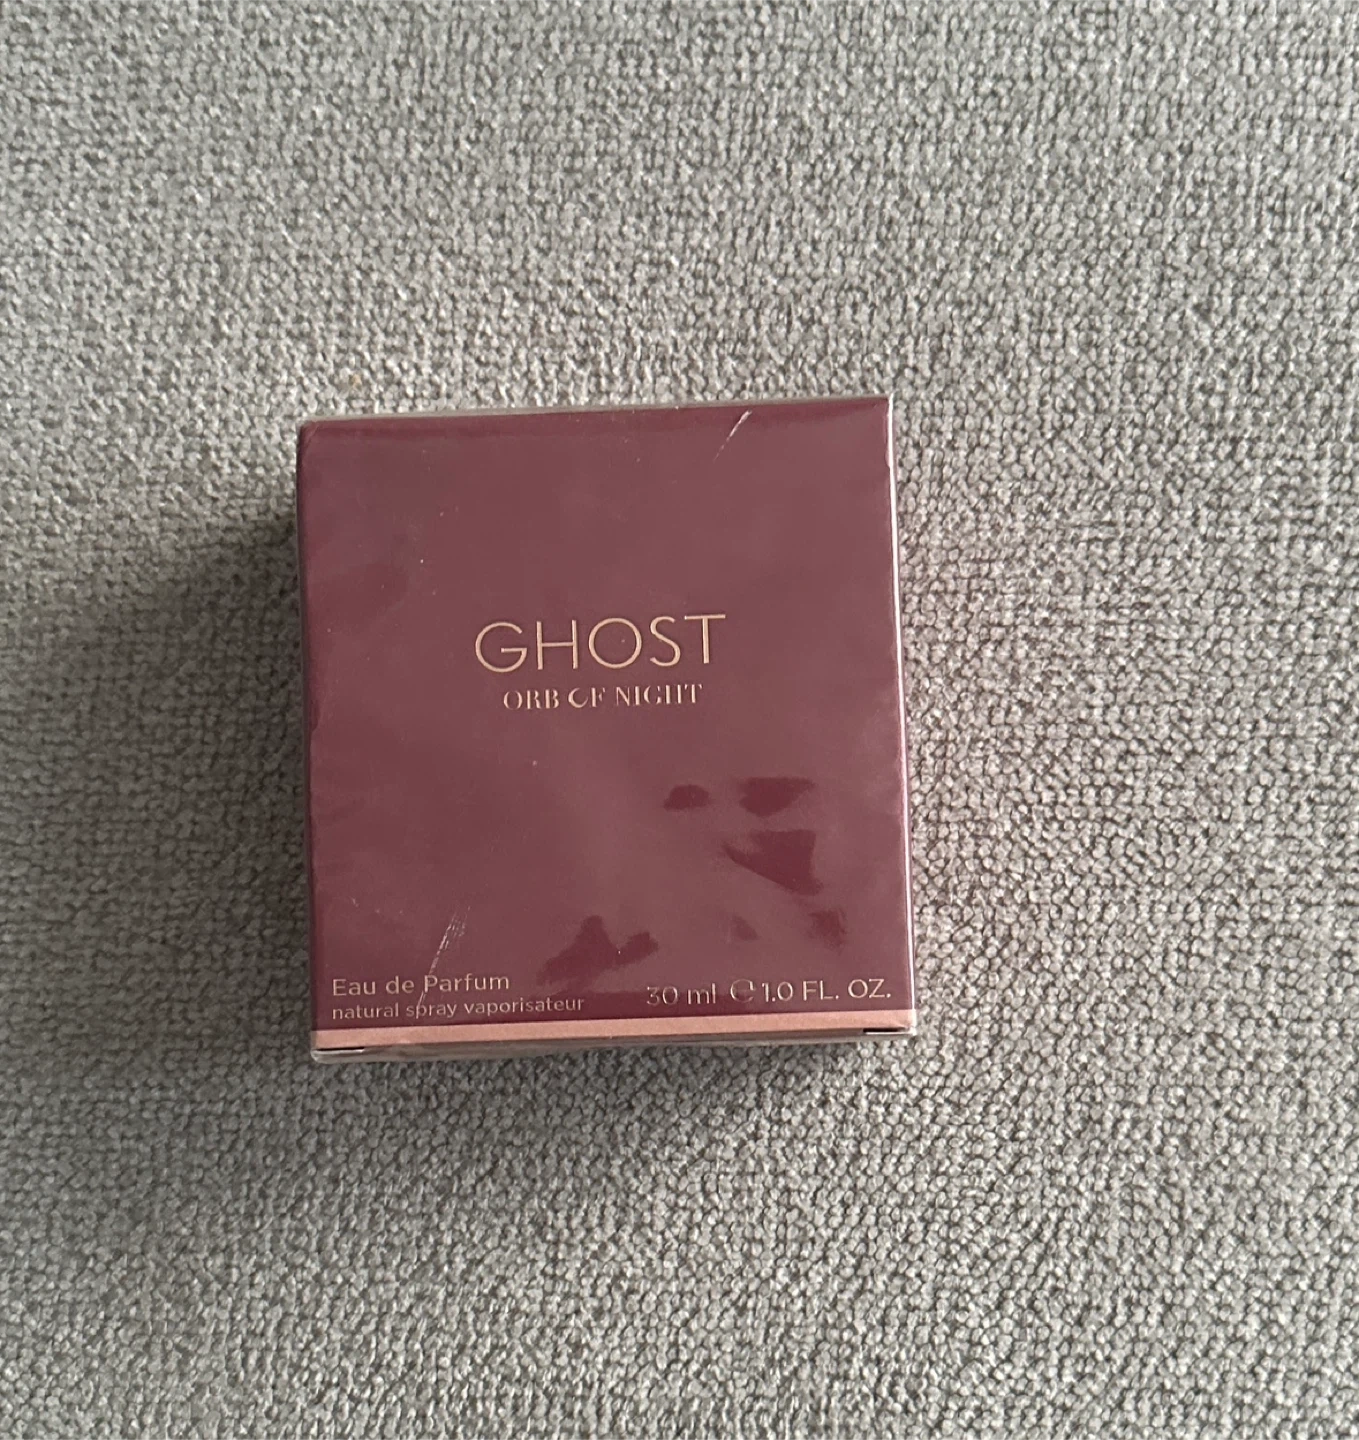 GHOST
ORB OF NIGHT
Eau de Parfum
natural spray vaporisateur
30 ml ℮ 1.0 FL. OZ.